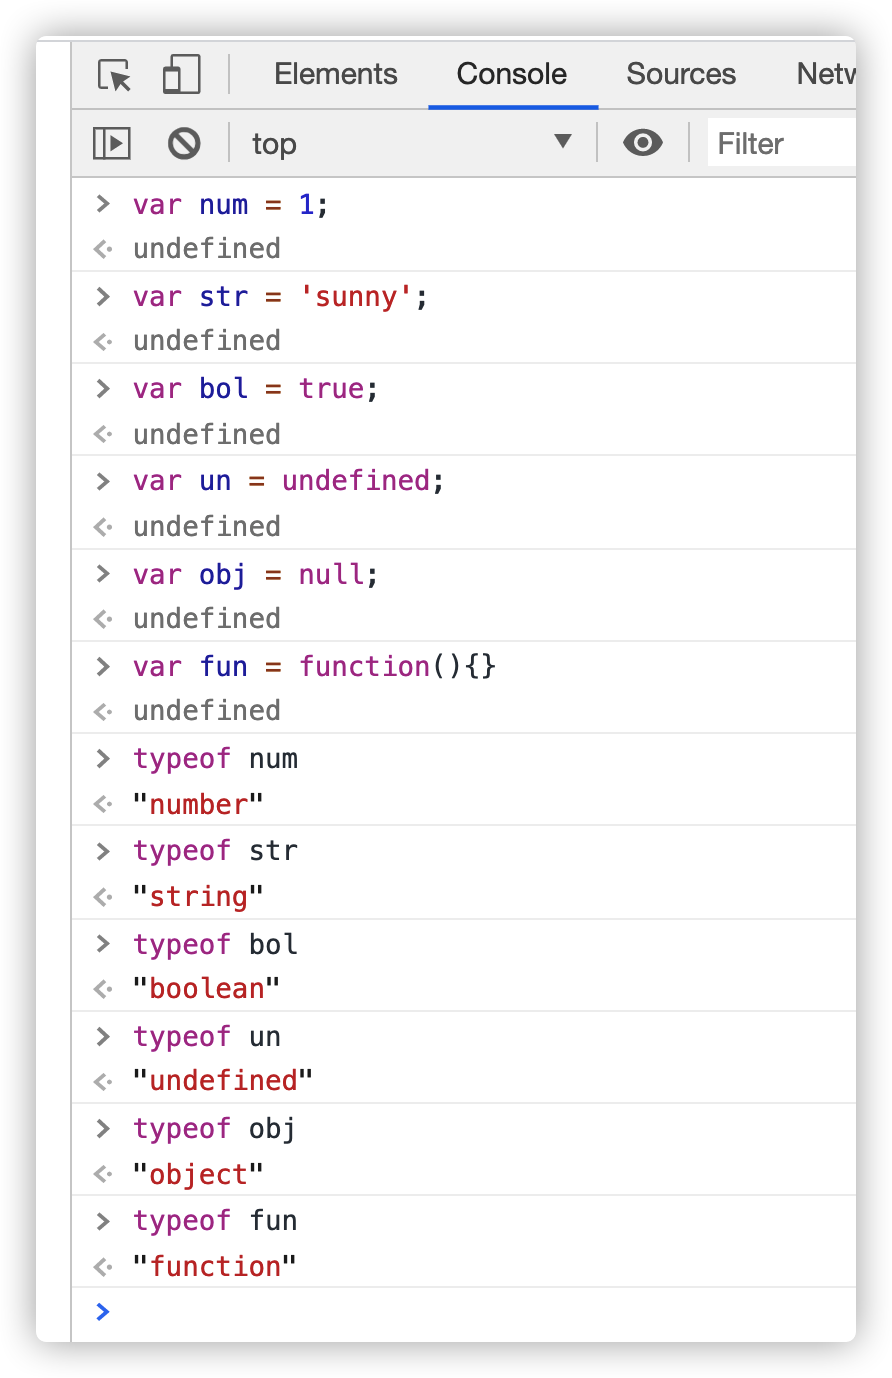 Elements Console Sources Netw
top ▼ Filter
> var num = 1;
undefined
> var str = 'sunny';
undefined
> var bol = true;
undefined
> var un = undefined;
undefined
> var obj = null;
undefined
> var fun = function(){}
undefined
> typeof num
"number"
> typeof str
"string"
> typeof bol
"boolean"
> typeof un
"undefined"
> typeof obj
"object"
> typeof fun
"function"
>